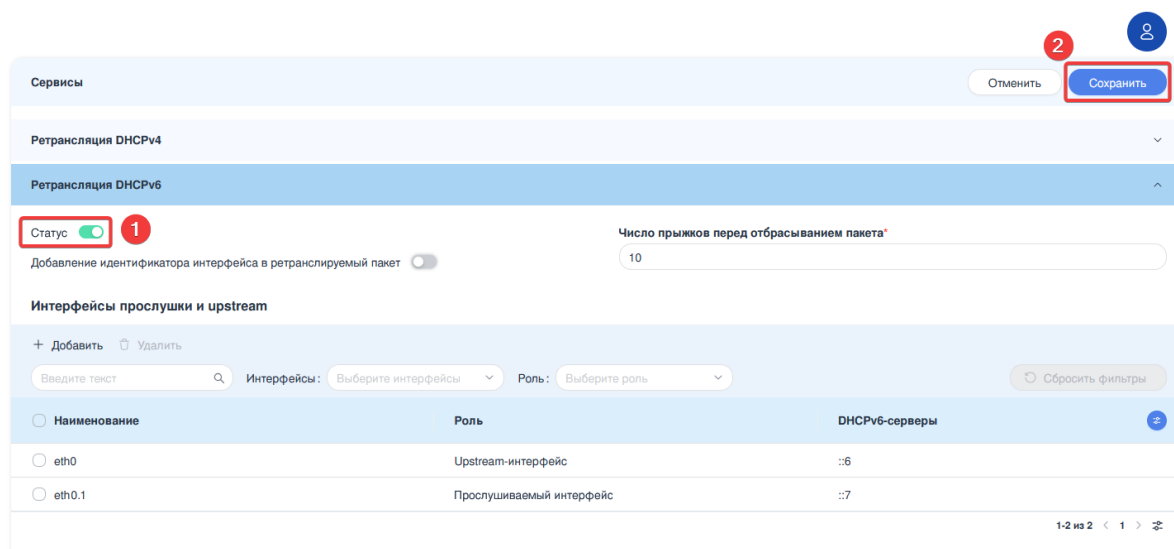 2
Сервисы
Отменить
Сохранить
Ретрансляция DHCPv4
Ретрансляция DHCPv6
Статус
1
Число прыжков перед отбрасыванием пакета*
10
Добавление идентификатора интерфейса в ретранслируемый пакет
Интерфейсы прослушки и upstream
+ Добавить Удалить
Введите текст Интерфейсы: Выберите интерфейсы Роль: Выберите роль Сбросить фильтры
Наименование Роль DHCPv6-серверы
eth0 Upstream-интерфейс ::6
eth0.1 Прослушиваемый интерфейс ::7
1-2 из 2 < 1 >